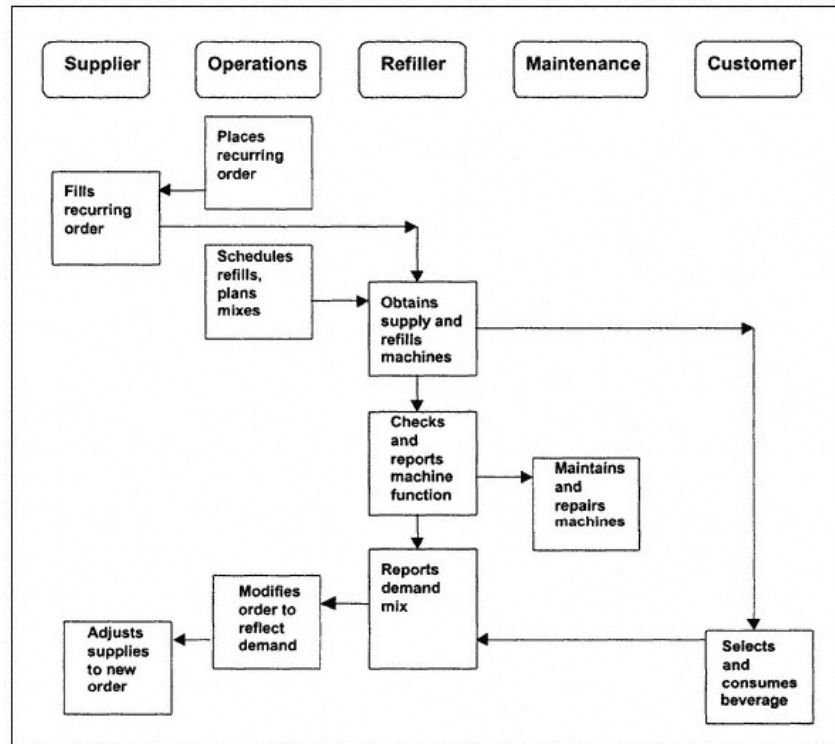 Supplier
Operations
Refiller
Maintenance
Customer
Places
recurring
order
Fills
recurring
order
Schedules
refills,
plans
mixes
Obtains
supply and
refills
machines
Checks
and
reports
machine
function
Maintains
and
repairs
machines
Reports
demand
mix
Modifies
order to
reflect
demand
Adjusts
supplies
to new
order
Selects
and
consumes
beverage